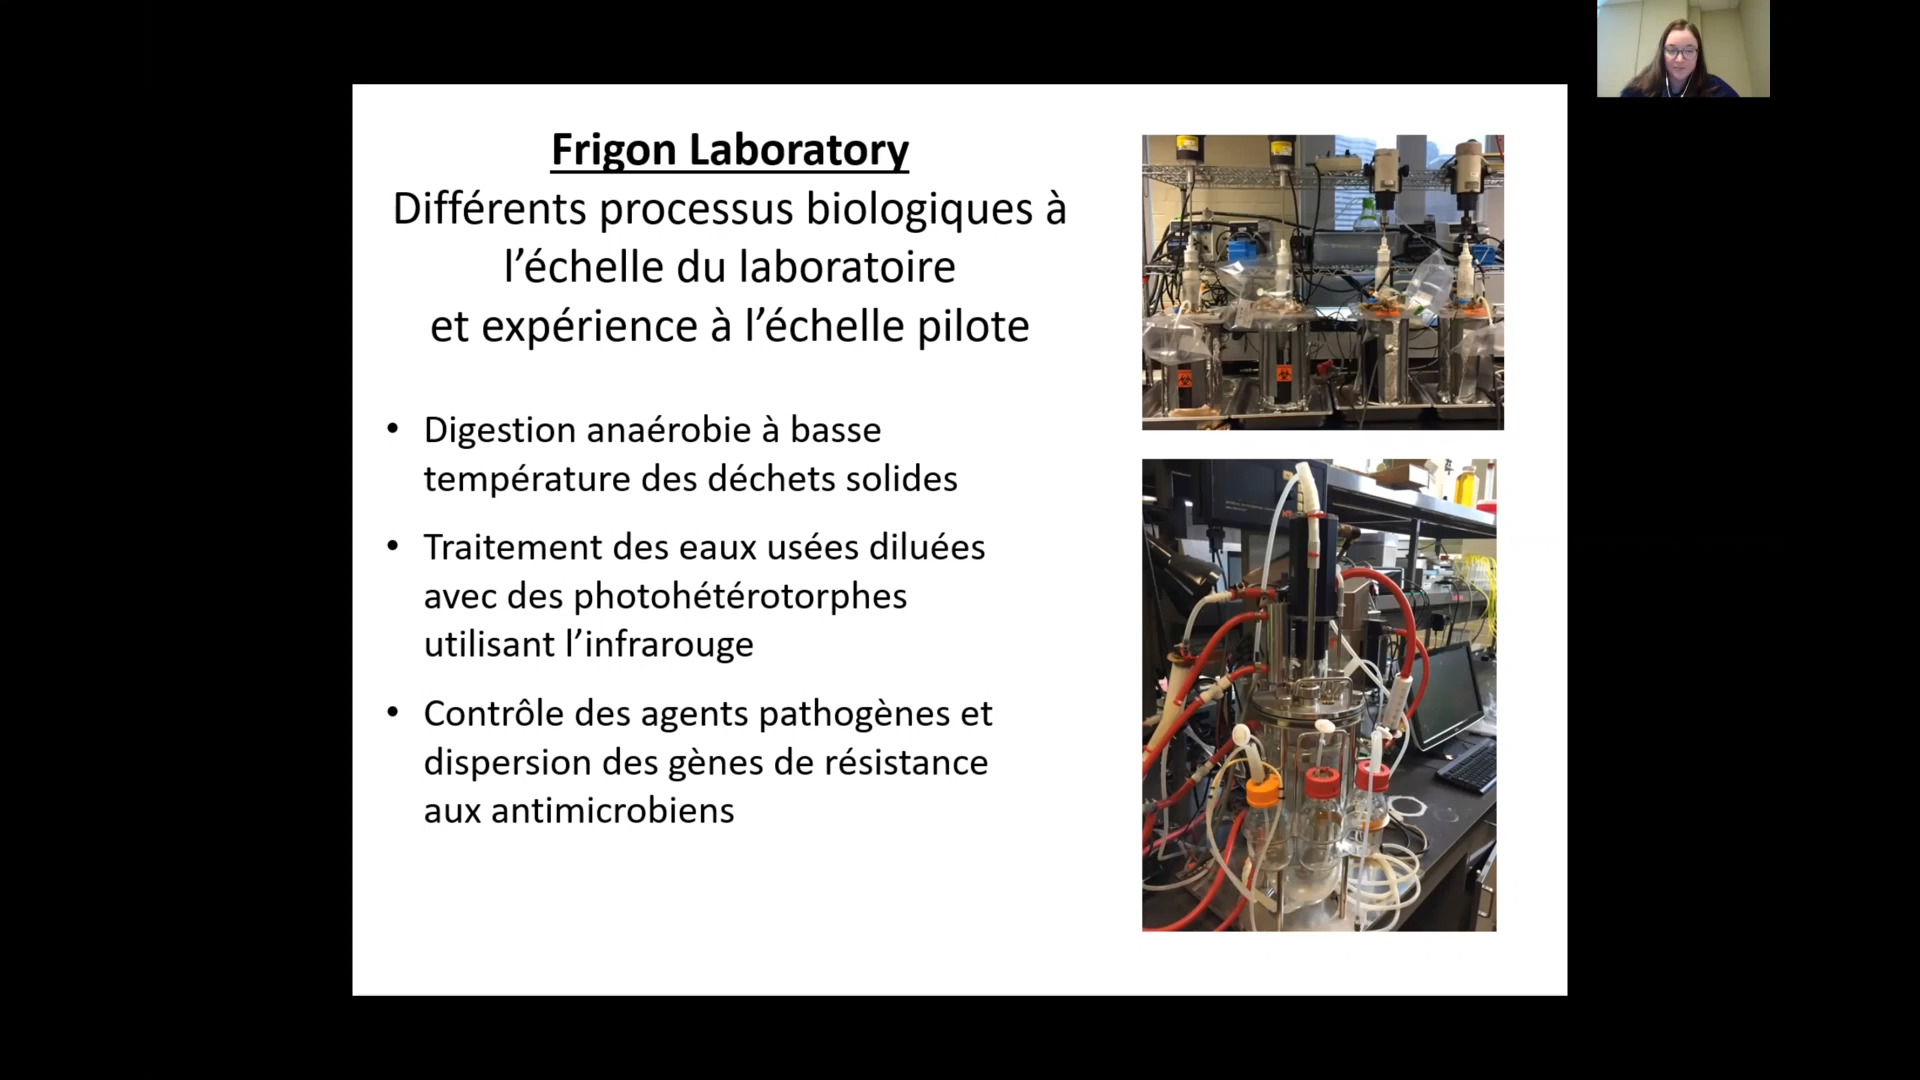 Frigon Laboratory
Différents processus biologiques à
l’échelle du laboratoire
et expérience à l’échelle pilote
• Digestion anaérobie à basse
température des déchets solides
• Traitement des eaux usées diluées
avec des photohétérotorphes
utilisant l’infrarouge
• Contrôle des agents pathogènes et
dispersion des gènes de résistance
aux antimicrobiens